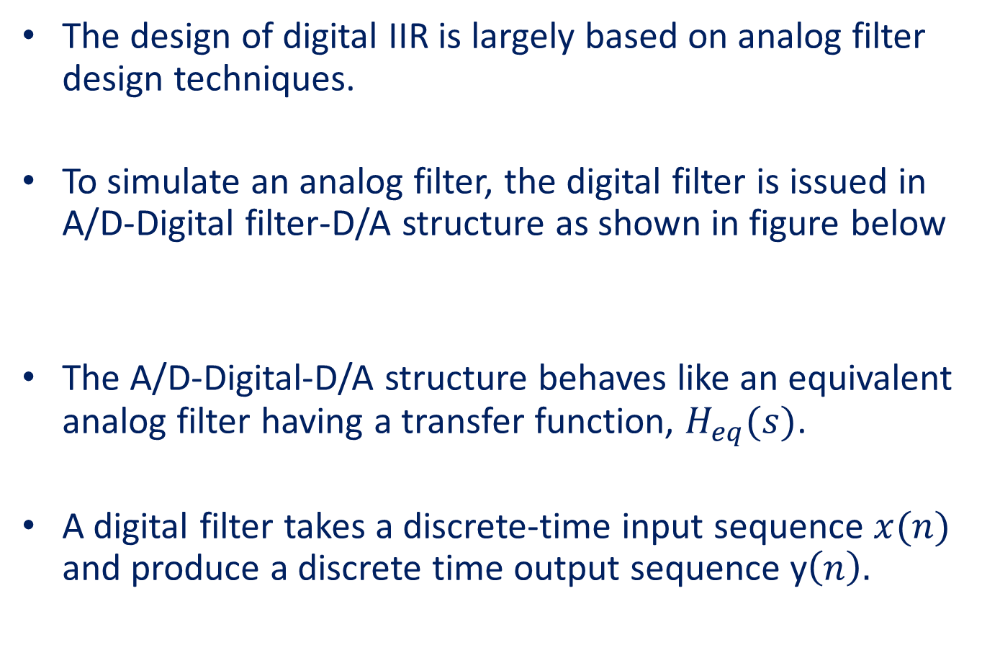 • The design of digital IIR is largely based on analog filter
design techniques.
• To simulate an analog filter, the digital filter is issued in
A/D-Digital filter-D/A structure as shown in figure below
• The A/D-Digital-D/A structure behaves like an equivalent
analog filter having a transfer function, H_eq(s).
• A digital filter takes a discrete-time input sequence x(n)
and produce a discrete time output sequence y(n).